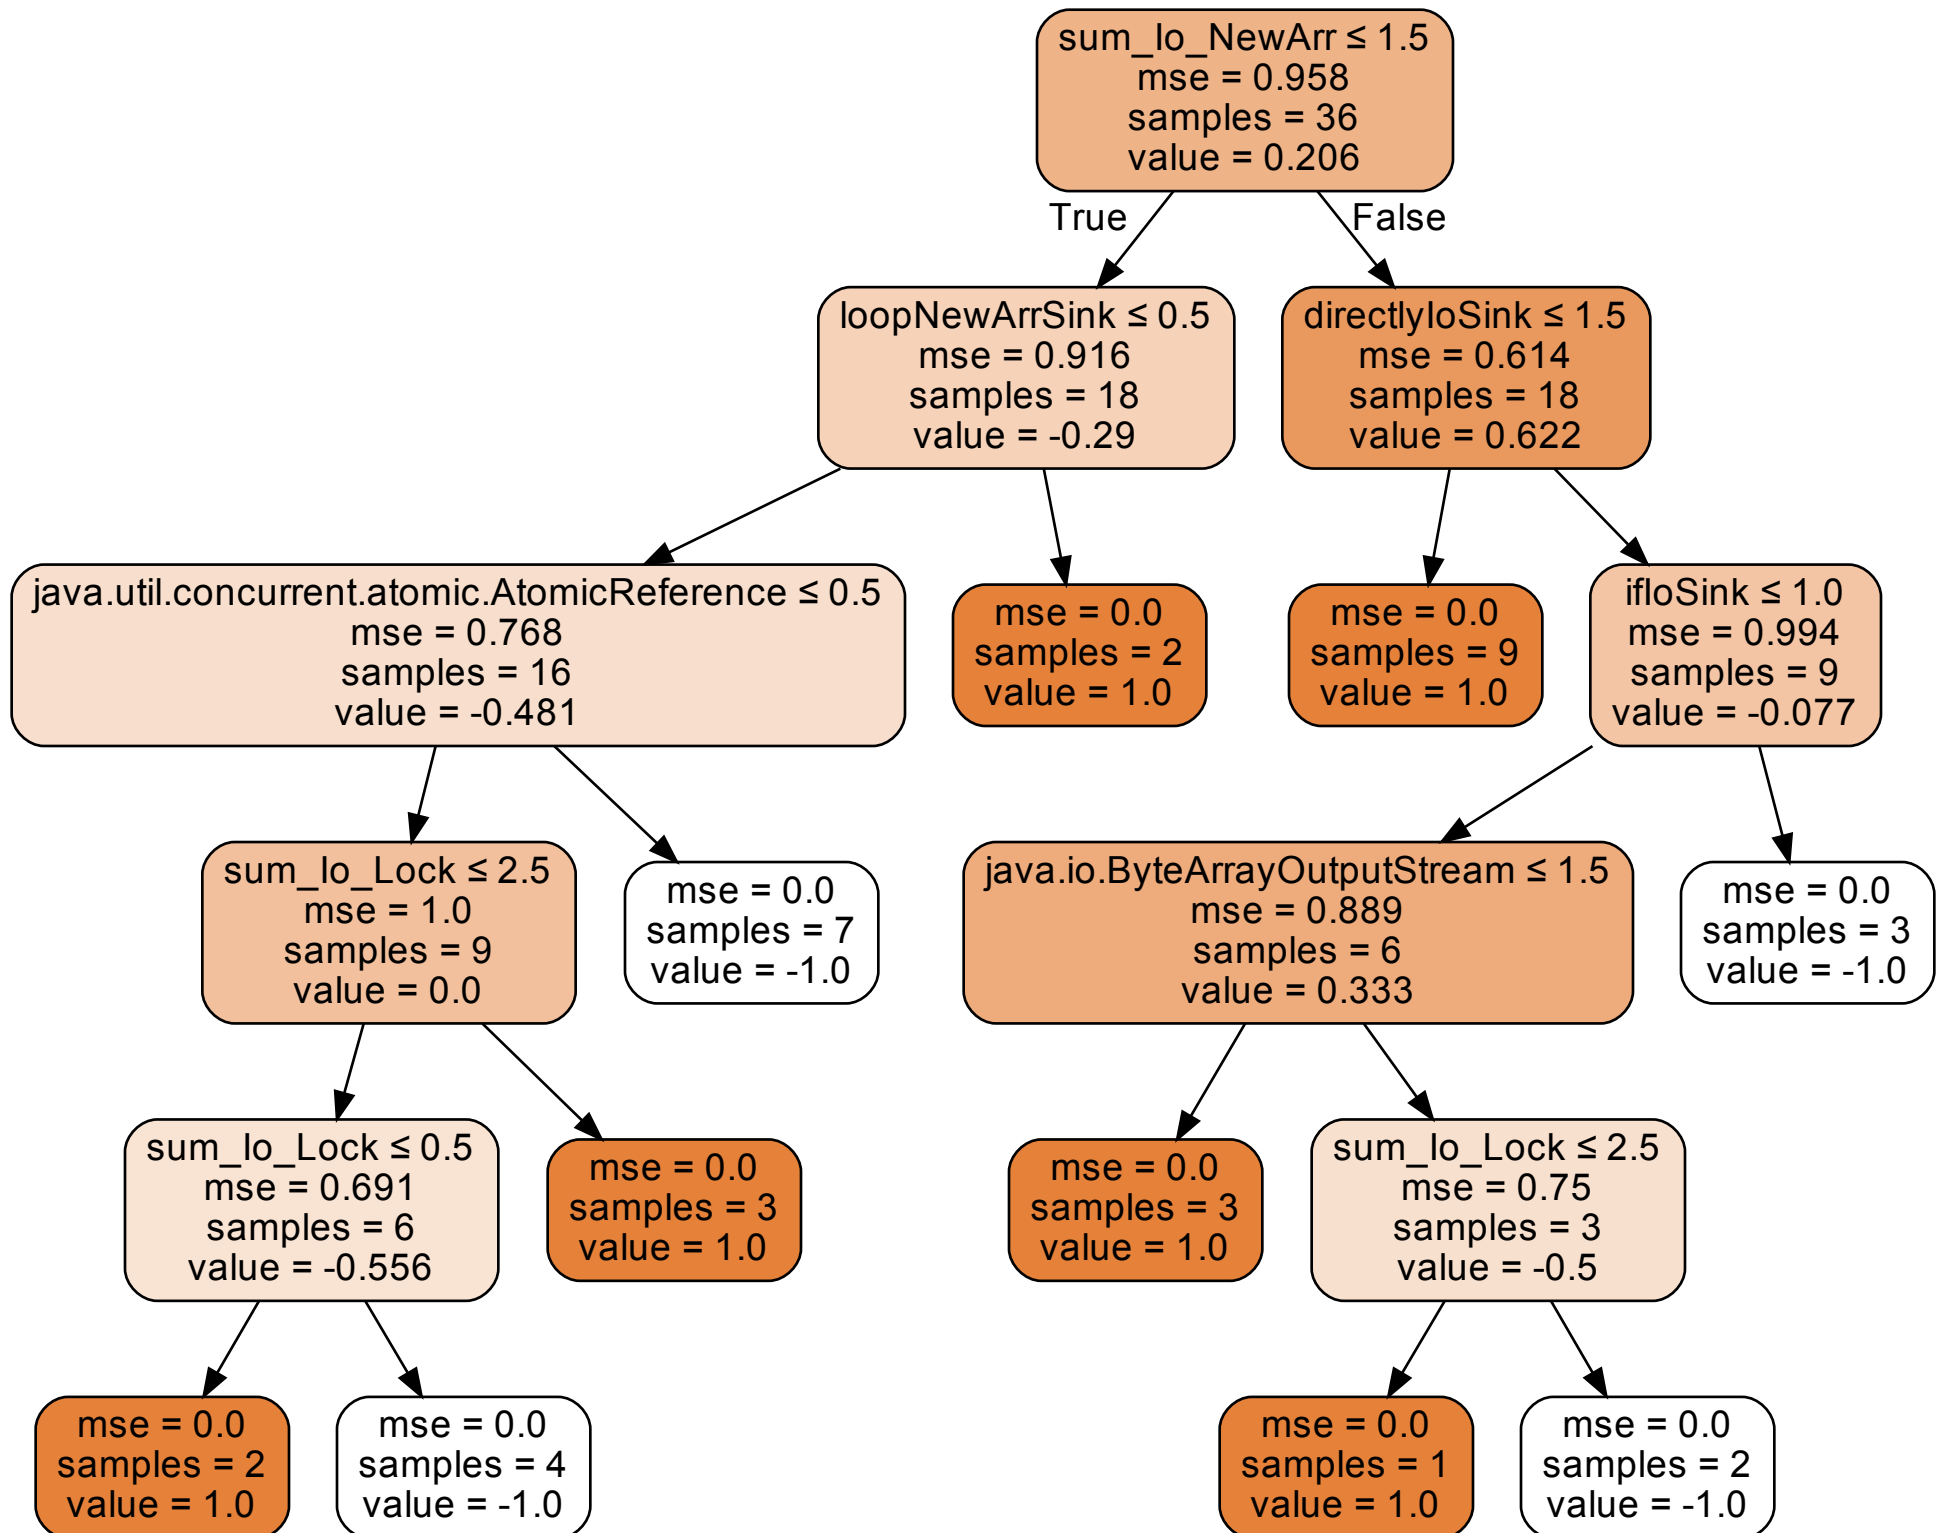 sum_Io_NewArr ≤ 1.5
mse = 0.958
samples = 36
value = 0.206
True
False
loopNewArrSink ≤ 0.5
mse = 0.916
samples = 18
value = -0.29
directlyIoSink ≤ 1.5
mse = 0.614
samples = 18
value = 0.622
java.util.concurrent.atomic.AtomicReference ≤ 0.5
mse = 0.768
samples = 16
value = -0.481
mse = 0.0
samples = 2
value = 1.0
mse = 0.0
samples = 9
value = 1.0
ifIoSink ≤ 1.0
mse = 0.994
samples = 9
value = -0.077
sum_Io_Lock ≤ 2.5
mse = 1.0
samples = 9
value = 0.0
mse = 0.0
samples = 7
value = -1.0
java.io.ByteArrayOutputStream ≤ 1.5
mse = 0.889
samples = 6
value = 0.333
mse = 0.0
samples = 3
value = -1.0
sum_Io_Lock ≤ 0.5
mse = 0.691
samples = 6
value = -0.556
mse = 0.0
samples = 3
value = 1.0
mse = 0.0
samples = 3
value = 1.0
sum_Io_Lock ≤ 2.5
mse = 0.75
samples = 3
value = -0.5
mse = 0.0
samples = 2
value = 1.0
mse = 0.0
samples = 4
value = -1.0
mse = 0.0
samples = 1
value = 1.0
mse = 0.0
samples = 2
value = -1.0